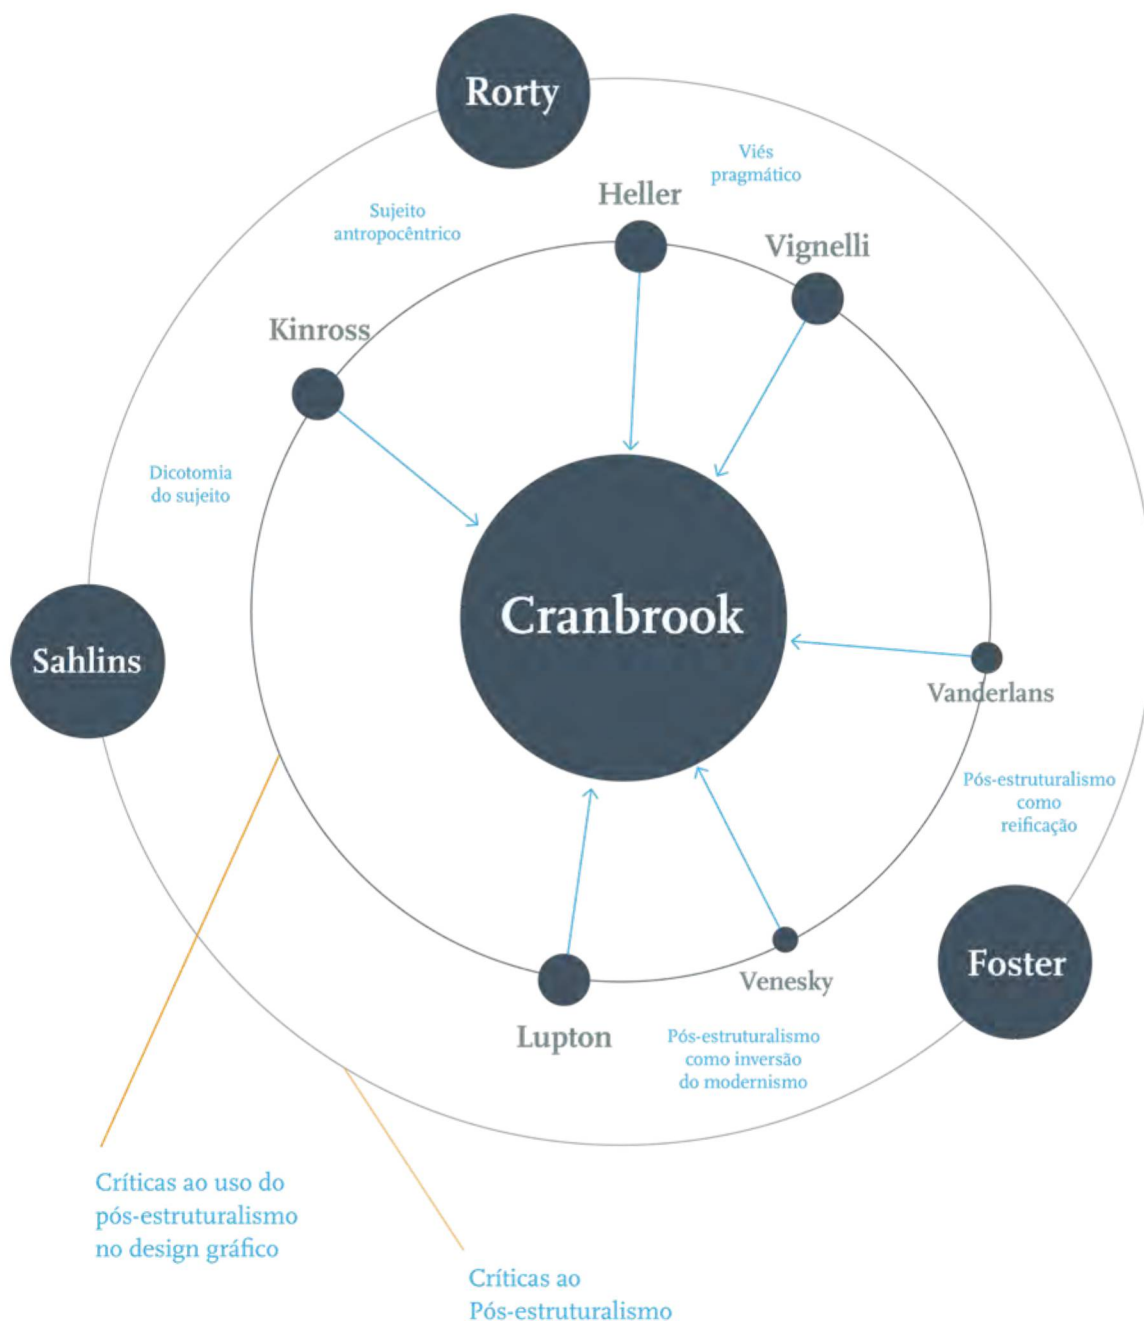 Rorty
Viés
pragmático
Heller
Sujeito
antropocêntrico
Vignelli
Kinross
Dicotomia
do sujeito
Cranbrook
Sahlins
Vanderlans
Pós-estruturalismo
como
reificação
Foster
Venesky
Lupton
Pós-estruturalismo
como inversão
do modernismo
Críticas ao uso do
pós-estruturalismo
no design gráfico
Críticas ao
Pós-estruturalismo